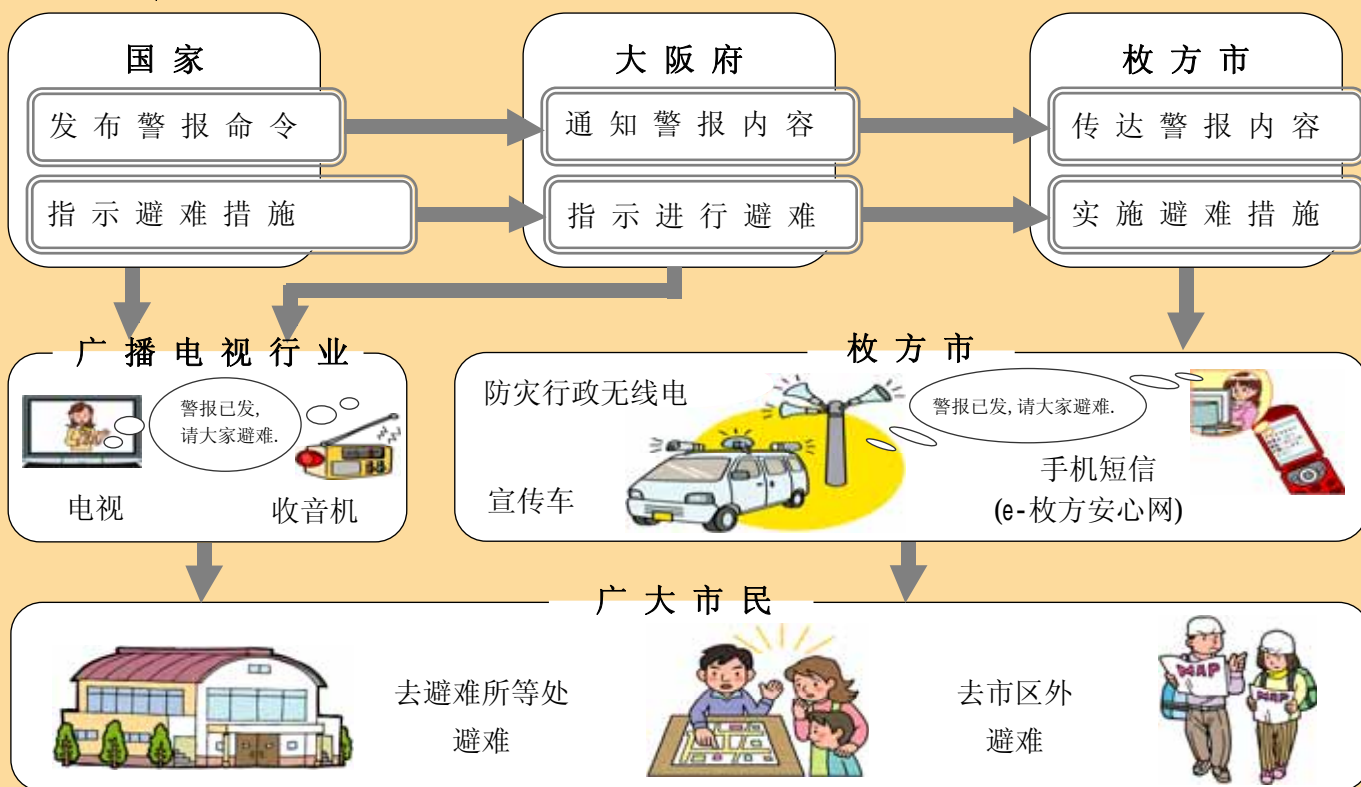 国家
大阪府
枚方市
发布警报命令
通知警报内容
传达警报内容
指示避难措施
指示进行避难
实施避难措施
广播电视行业
警报已发,
请大家避难.
电视
收音机
枚方市
防灾行政无线电
警报已发,请大家避难.
宣传车
手机短信
(e-枚方安心网)
广大市民
去避难所等处
避难
去市区外
避难
MAP
MAP